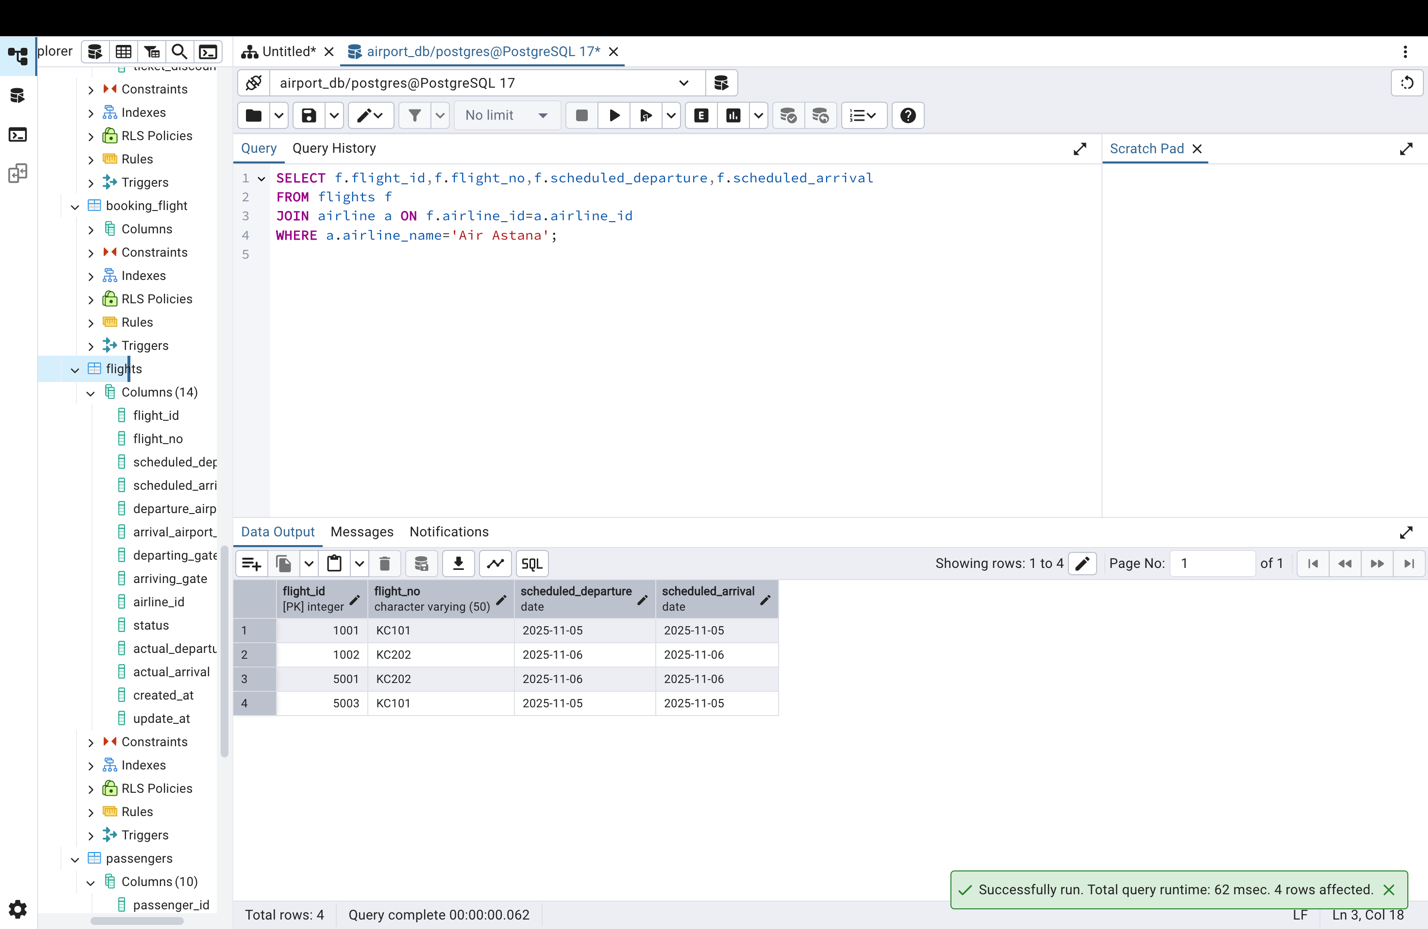 plorer
Untitled*
airport_db/postgres@PostgreSQL 17*
airport_db/postgres@PostgreSQL 17
No limit
E
Query
Query History
Scratch Pad
1 SELECT f.flight_id,f.flight_no,f.scheduled_departure,f.scheduled_arrival
2 FROM flights f
3 JOIN airline a ON f.airline_id=a.airline_id
4 WHERE a.airline_name='Air Astana';
5
ticket_discoun
Constraints
Indexes
RLS Policies
Rules
Triggers
booking_flight
Columns
Constraints
Indexes
RLS Policies
Rules
Triggers
flights
Columns (14)
flight_id
flight_no
scheduled_dep
scheduled_arri
departure_airp
arrival_airport_
departing_gate
arriving_gate
airline_id
status
actual_departu
actual_arrival
created_at
update_at
Constraints
Indexes
RLS Policies
Rules
Triggers
passengers
Columns (10)
passenger_id
Data Output
Messages
Notifications
SQL
Showing rows: 1 to 4
Page No: 1 of 1
flight_id [PK] integer
flight_no character varying (50)
scheduled_departure date
scheduled_arrival date
1 1001 KC101 2025-11-05 2025-11-05
2 1002 KC202 2025-11-06 2025-11-06
3 5001 KC202 2025-11-06 2025-11-06
4 5003 KC101 2025-11-05 2025-11-05
Successfully run. Total query runtime: 62 msec. 4 rows affected.
Total rows: 4
Query complete 00:00:00.062
LF
Ln 3, Col 18